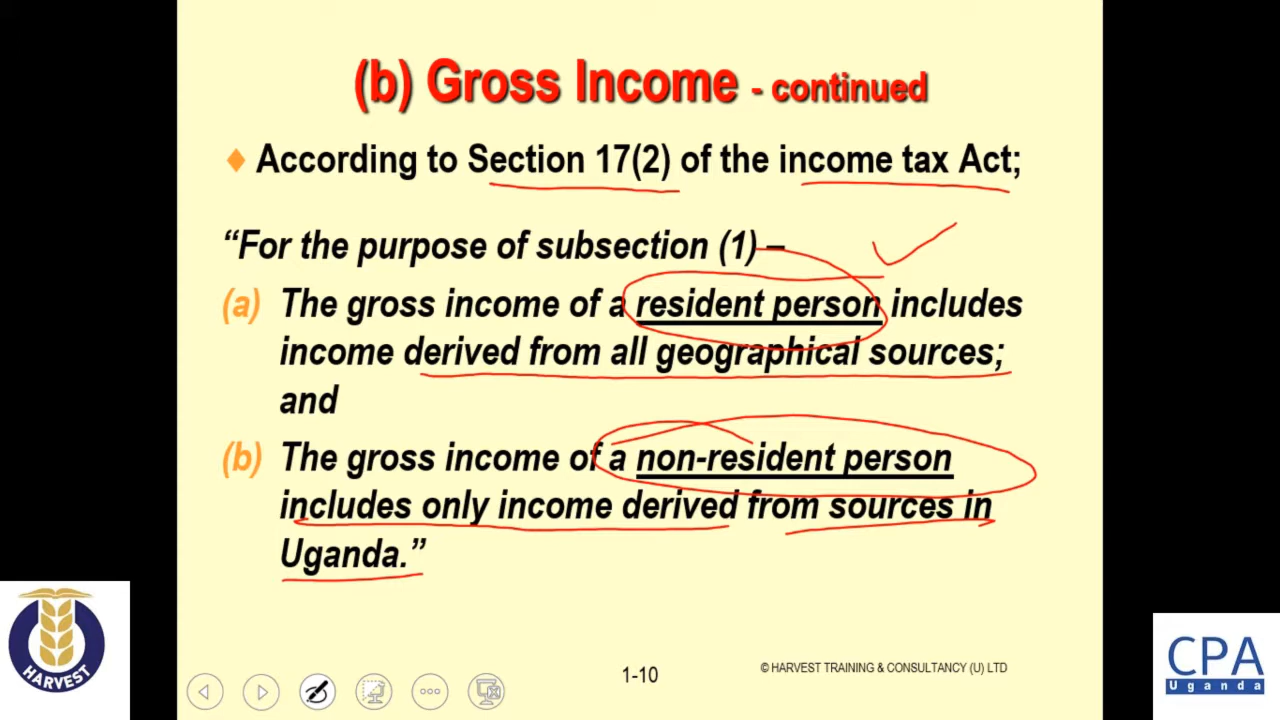 (b) Gross Income - continued
♦ According to Section 17(2) of the income tax Act;
“For the purpose of subsection (1) –
(a) The gross income of a resident person includes
income derived from all geographical sources;
and
(b) The gross income of a non-resident person
includes only income derived from sources in
Uganda.”
HARVEST
1-10
© HARVEST TRAINING & CONSULTANCY (U) LTD
CPA
Uganda